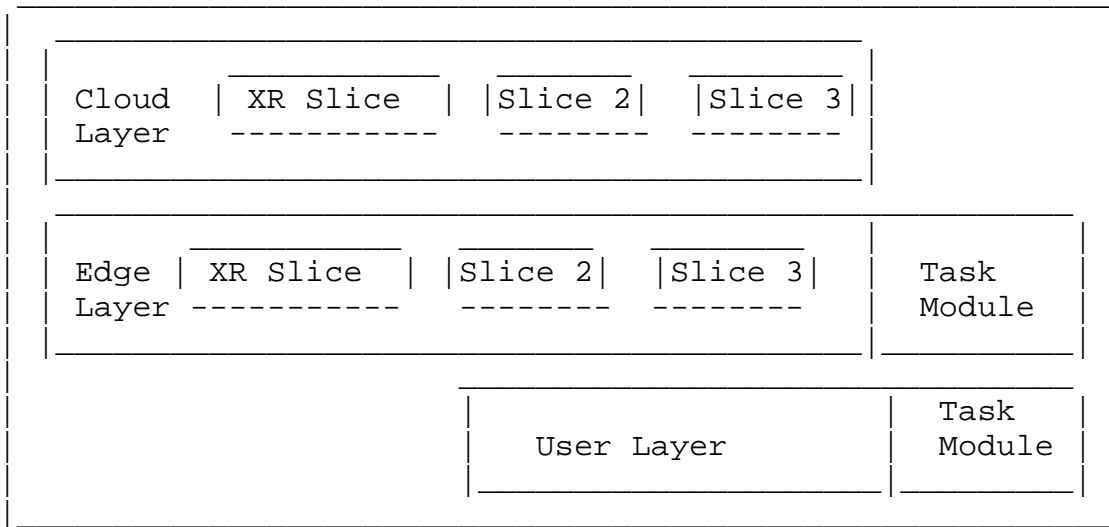 Cloud XR Slice Slice 2 Slice 3
Layer
Edge XR Slice Slice 2 Slice 3 Task
Layer Module
Task
User Layer Module